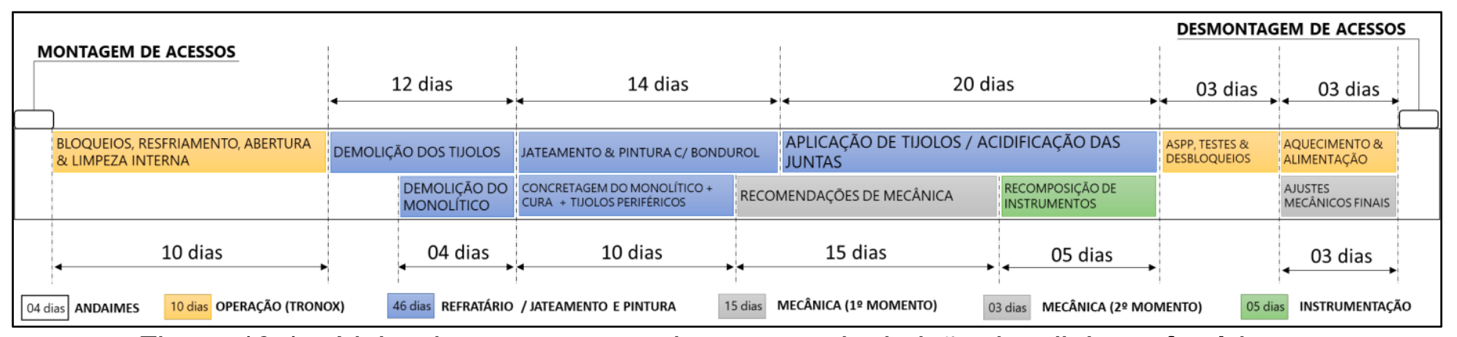 DESMONTAGEM DE ACESSOS
MONTAGEM DE ACESSOS
12 dias
14 dias
20 dias
03 dias
03 dias
BLOQUEIOS, RESFRIAMENTO, ABERTURA
& LIMPEZA INTERNA
DEMOLIÇÃO DOS TIJOLOS
JATEAMENTO & PINTURA C/ BONDUROL
APLICAÇÃO DE TIJOLOS / ACIDIFICAÇÃO DAS
JUNTAS
ASPP, TESTES &
DESBLOQUEIOS
AQUECIMENTO &
ALIMENTAÇÃO
DEMOLIÇÃO DO
MONOLÍTICO
CONCRETAGEM DO MONOLÍTICO +
CURA + TIJOLOS PERIFÉRICOS
RECOMENDAÇÕES DE MECÂNICA
RECOMPOSIÇÃO DE
INSTRUMENTOS
AJUSTES
MECÂNICOS FINAIS
10 dias
04 dias
10 dias
15 dias
05 dias
03 dias
04 dias ANDAIMES
10 dias OPERAÇÃO (TRONOX)
46 dias REFRATÁRIO / JATEAMENTO E PINTURA
15 dias MECÂNICA (1º MOMENTO)
03 dias MECÂNICA (2º MOMENTO)
05 dias INSTRUMENTAÇÃO